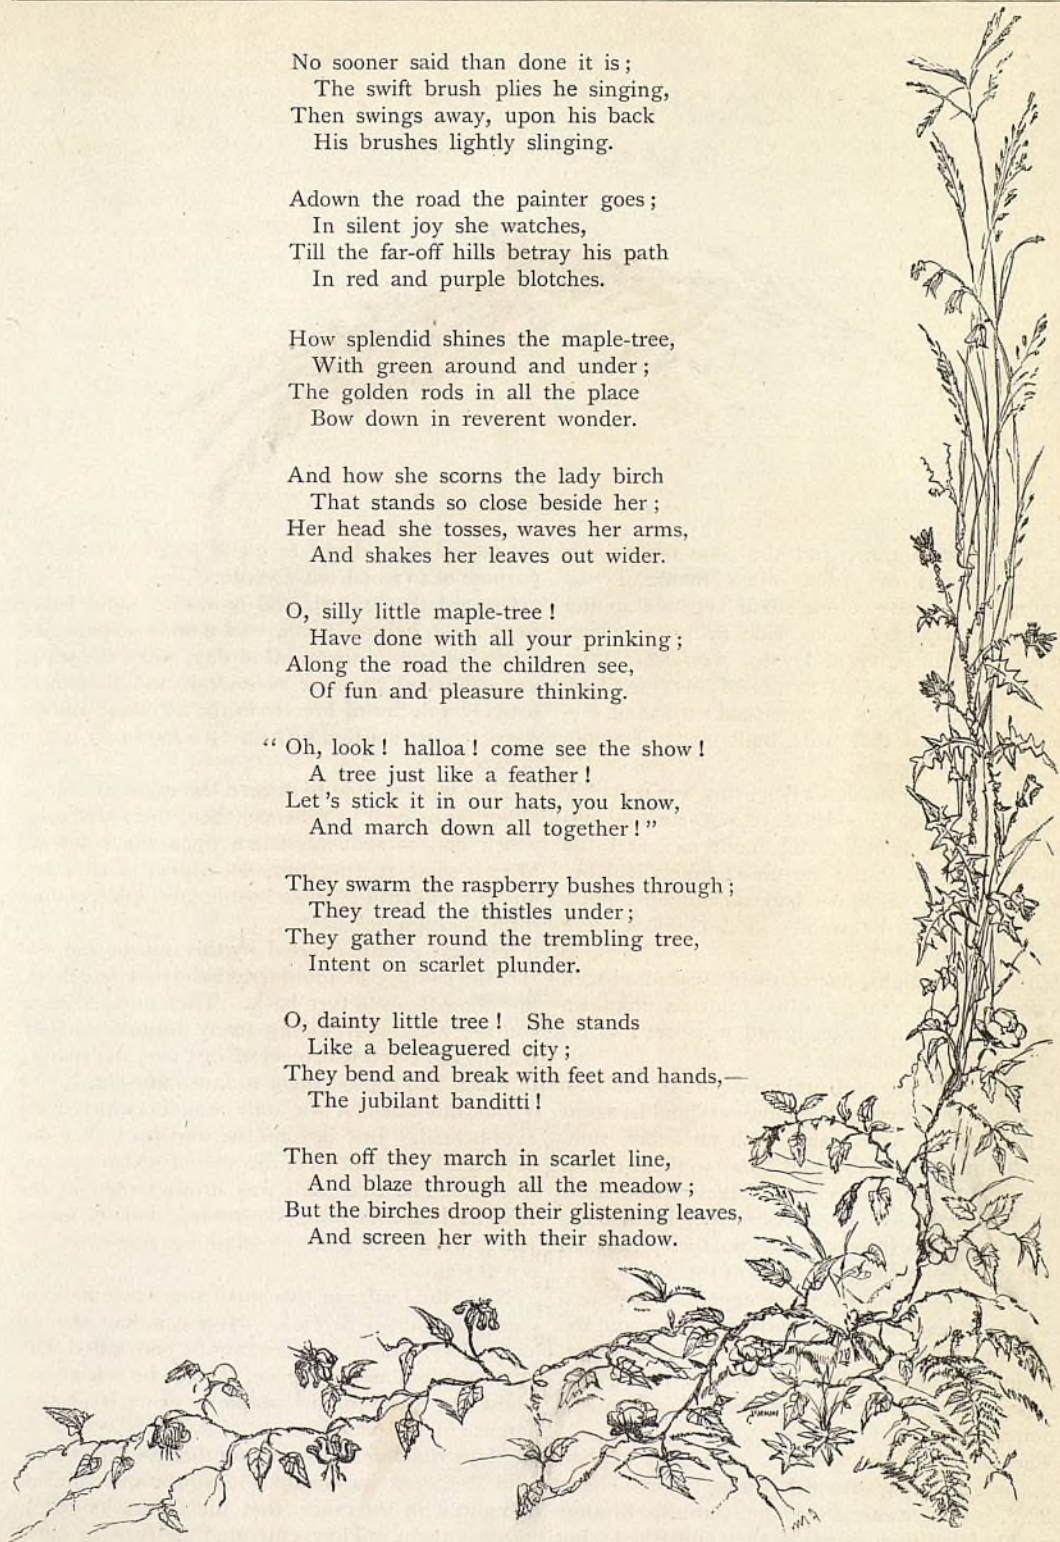 No sooner said than done it is;
The swift brush plies he singing,
Then swings away, upon his back
His brushes lightly slinging.

Adown the road the painter goes;
In silent joy she watches,
Till the far-off hills betray his path
In red and purple blotches.

How splendid shines the maple-tree,
With green around and under;
The golden rods in all the place
Bow down in reverent wonder.

And how she scorns the lady birch
That stands so close beside her;
Her head she tosses, waves her arms,
And shakes her leaves out wider.

O, silly little maple-tree!
Have done with all your prinking;
Along the road the children see,
Of fun and pleasure thinking.

"Oh, look! halloa! come see the show!
A tree just like a feather!
Let's stick it in our hats, you know,
And march down all together!"

They swarm the raspberry bushes through;
They tread the thistles under;
They gather round the trembling tree,
Intent on scarlet plunder.

O, dainty little tree! She stands
Like a beleaguered city;
They bend and break with feet and hands,—
The jubilant banditti!

Then off they march in scarlet line,
And blaze through all the meadow;
But the birches droop their glistening leaves,
And screen her with their shadow.